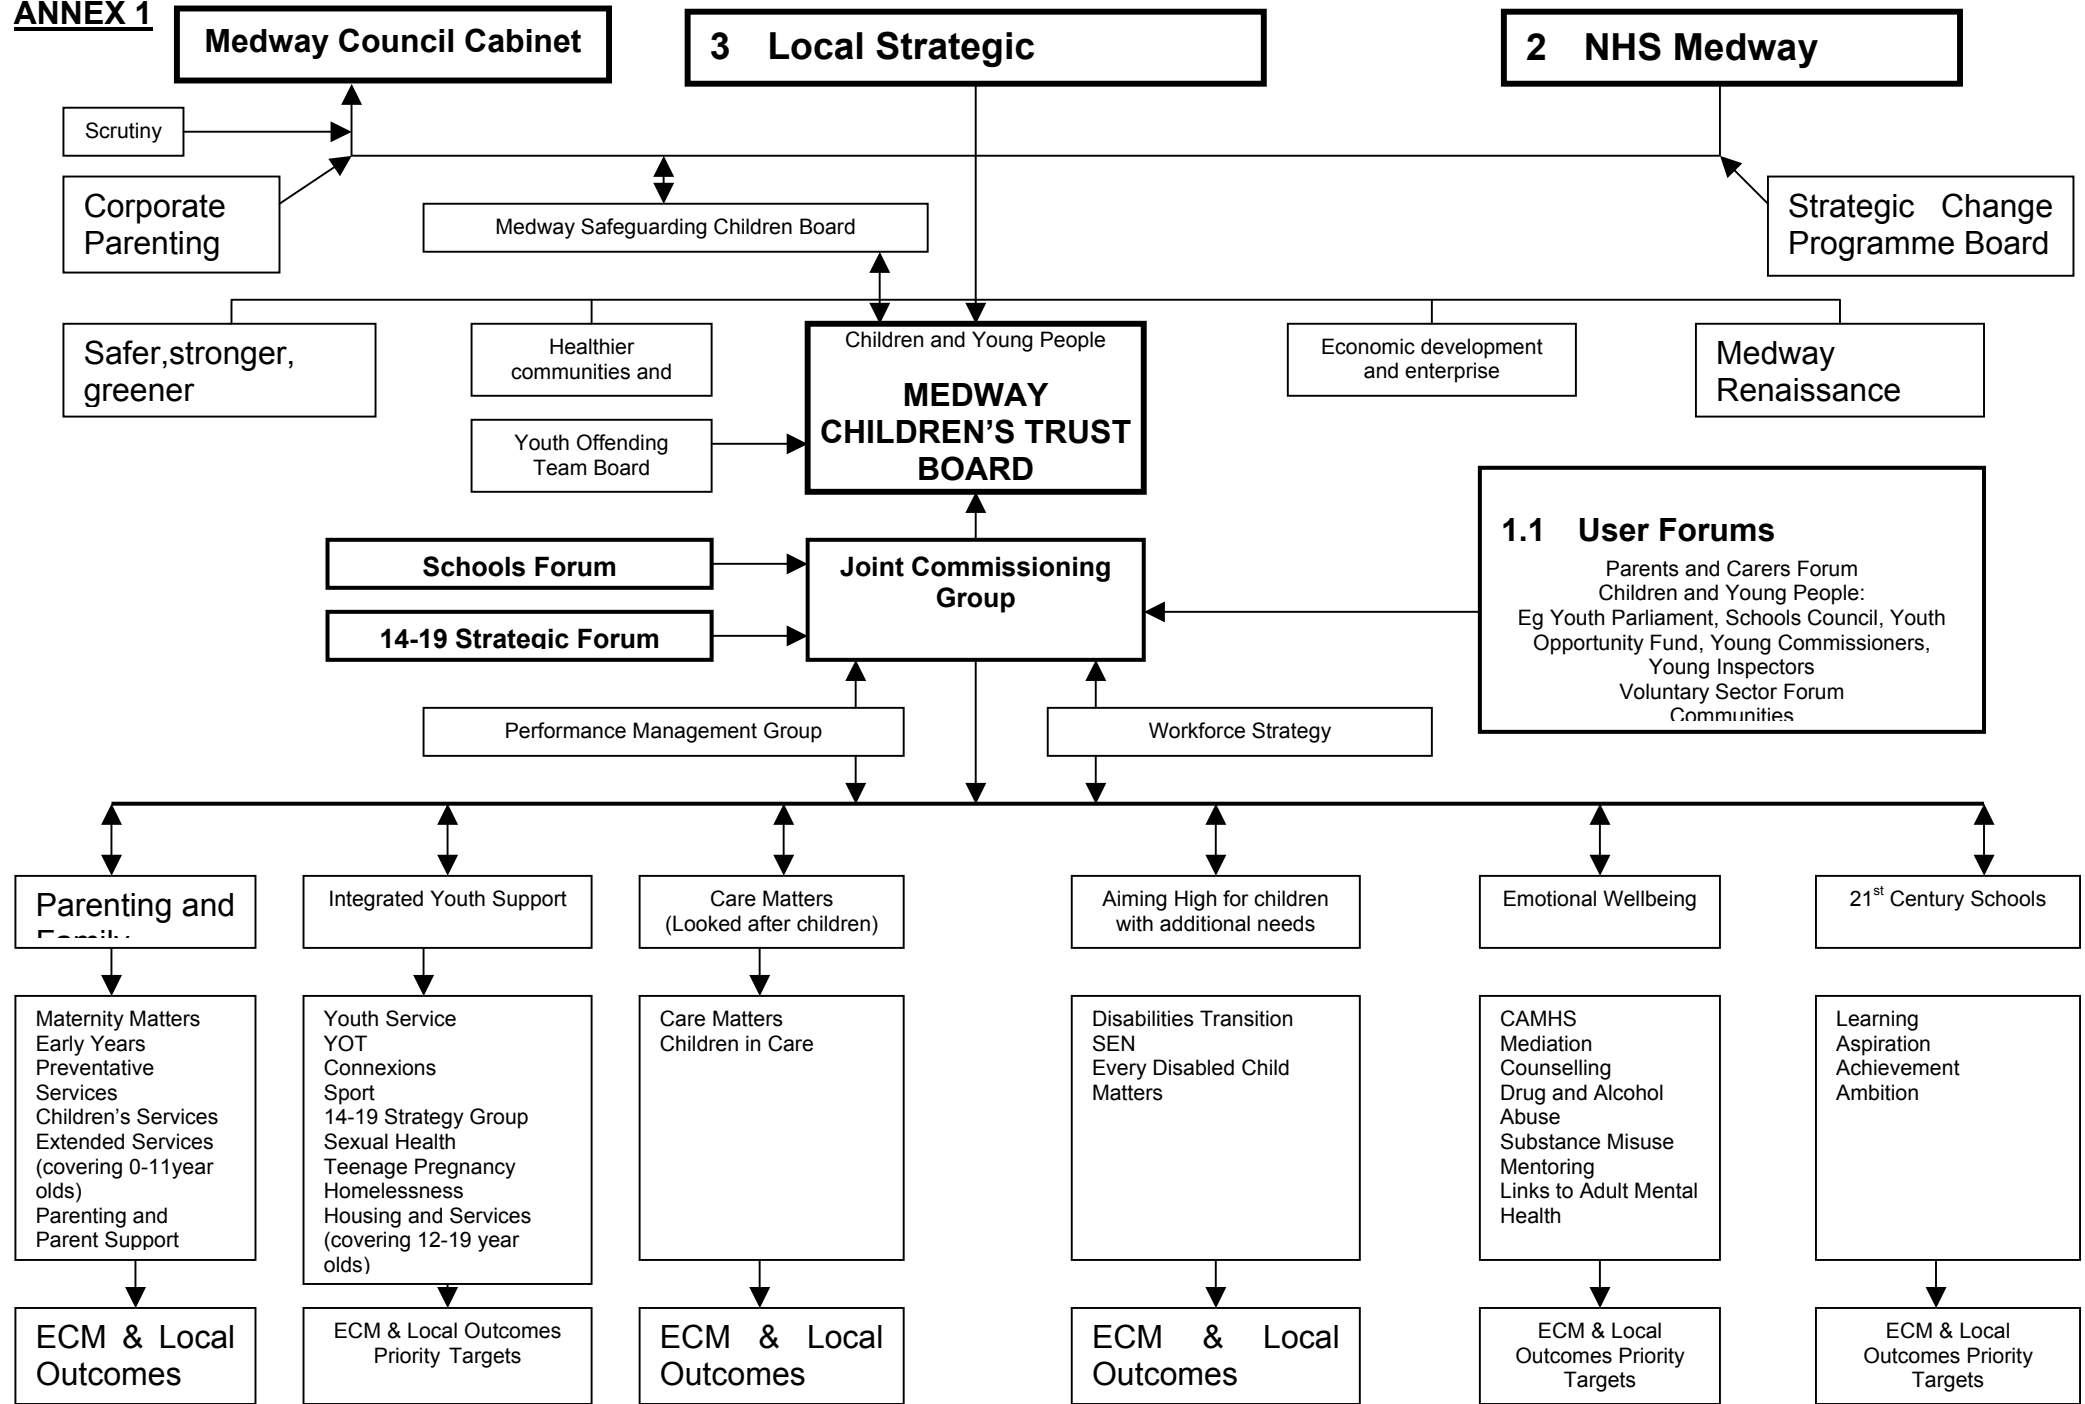 ANNEX 1
Medway Council Cabinet
3 Local Strategic
2 NHS Medway
Scrutiny
Corporate
Parenting
Medway Safeguarding Children Board
Strategic Change
Programme Board
Safer,stronger,
greener
Healthier
communities and
Children and Young People
MEDWAY
CHILDREN'S TRUST
BOARD
Economic development
and enterprise
Medway
Renaissance
Youth Offending
Team Board
Schools Forum
14-19 Strategic Forum
Joint Commissioning
Group
1.1 User Forums
Parents and Carers Forum
Children and Young People:
Eg Youth Parliament, Schools Council, Youth
Opportunity Fund, Young Commissioners,
Young Inspectors
Voluntary Sector Forum
Communities
Performance Management Group
Workforce Strategy
Parenting and
Family
Integrated Youth Support
Care Matters
(Looked after children)
Aiming High for children
with additional needs
Emotional Wellbeing
21st Century Schools
Maternity Matters
Early Years
Preventative
Services
Children's Services
Extended Services
(covering 0-11year
olds)
Parenting and
Parent Support
Youth Service
YOT
Connexions
Sport
14-19 Strategy Group
Sexual Health
Teenage Pregnancy
Homelessness
Housing and Services
(covering 12-19 year
olds)
Care Matters
Children in Care
Disabilities Transition
SEN
Every Disabled Child
Matters
CAMHS
Mediation
Counselling
Drug and Alcohol
Abuse
Substance Misuse
Mentoring
Links to Adult Mental
Health
Learning
Aspiration
Achievement
Ambition
ECM & Local
Outcomes
ECM & Local Outcomes
Priority Targets
ECM & Local
Outcomes
ECM & Local
Outcomes
ECM & Local
Outcomes Priority
Targets
ECM & Local
Outcomes Priority
Targets